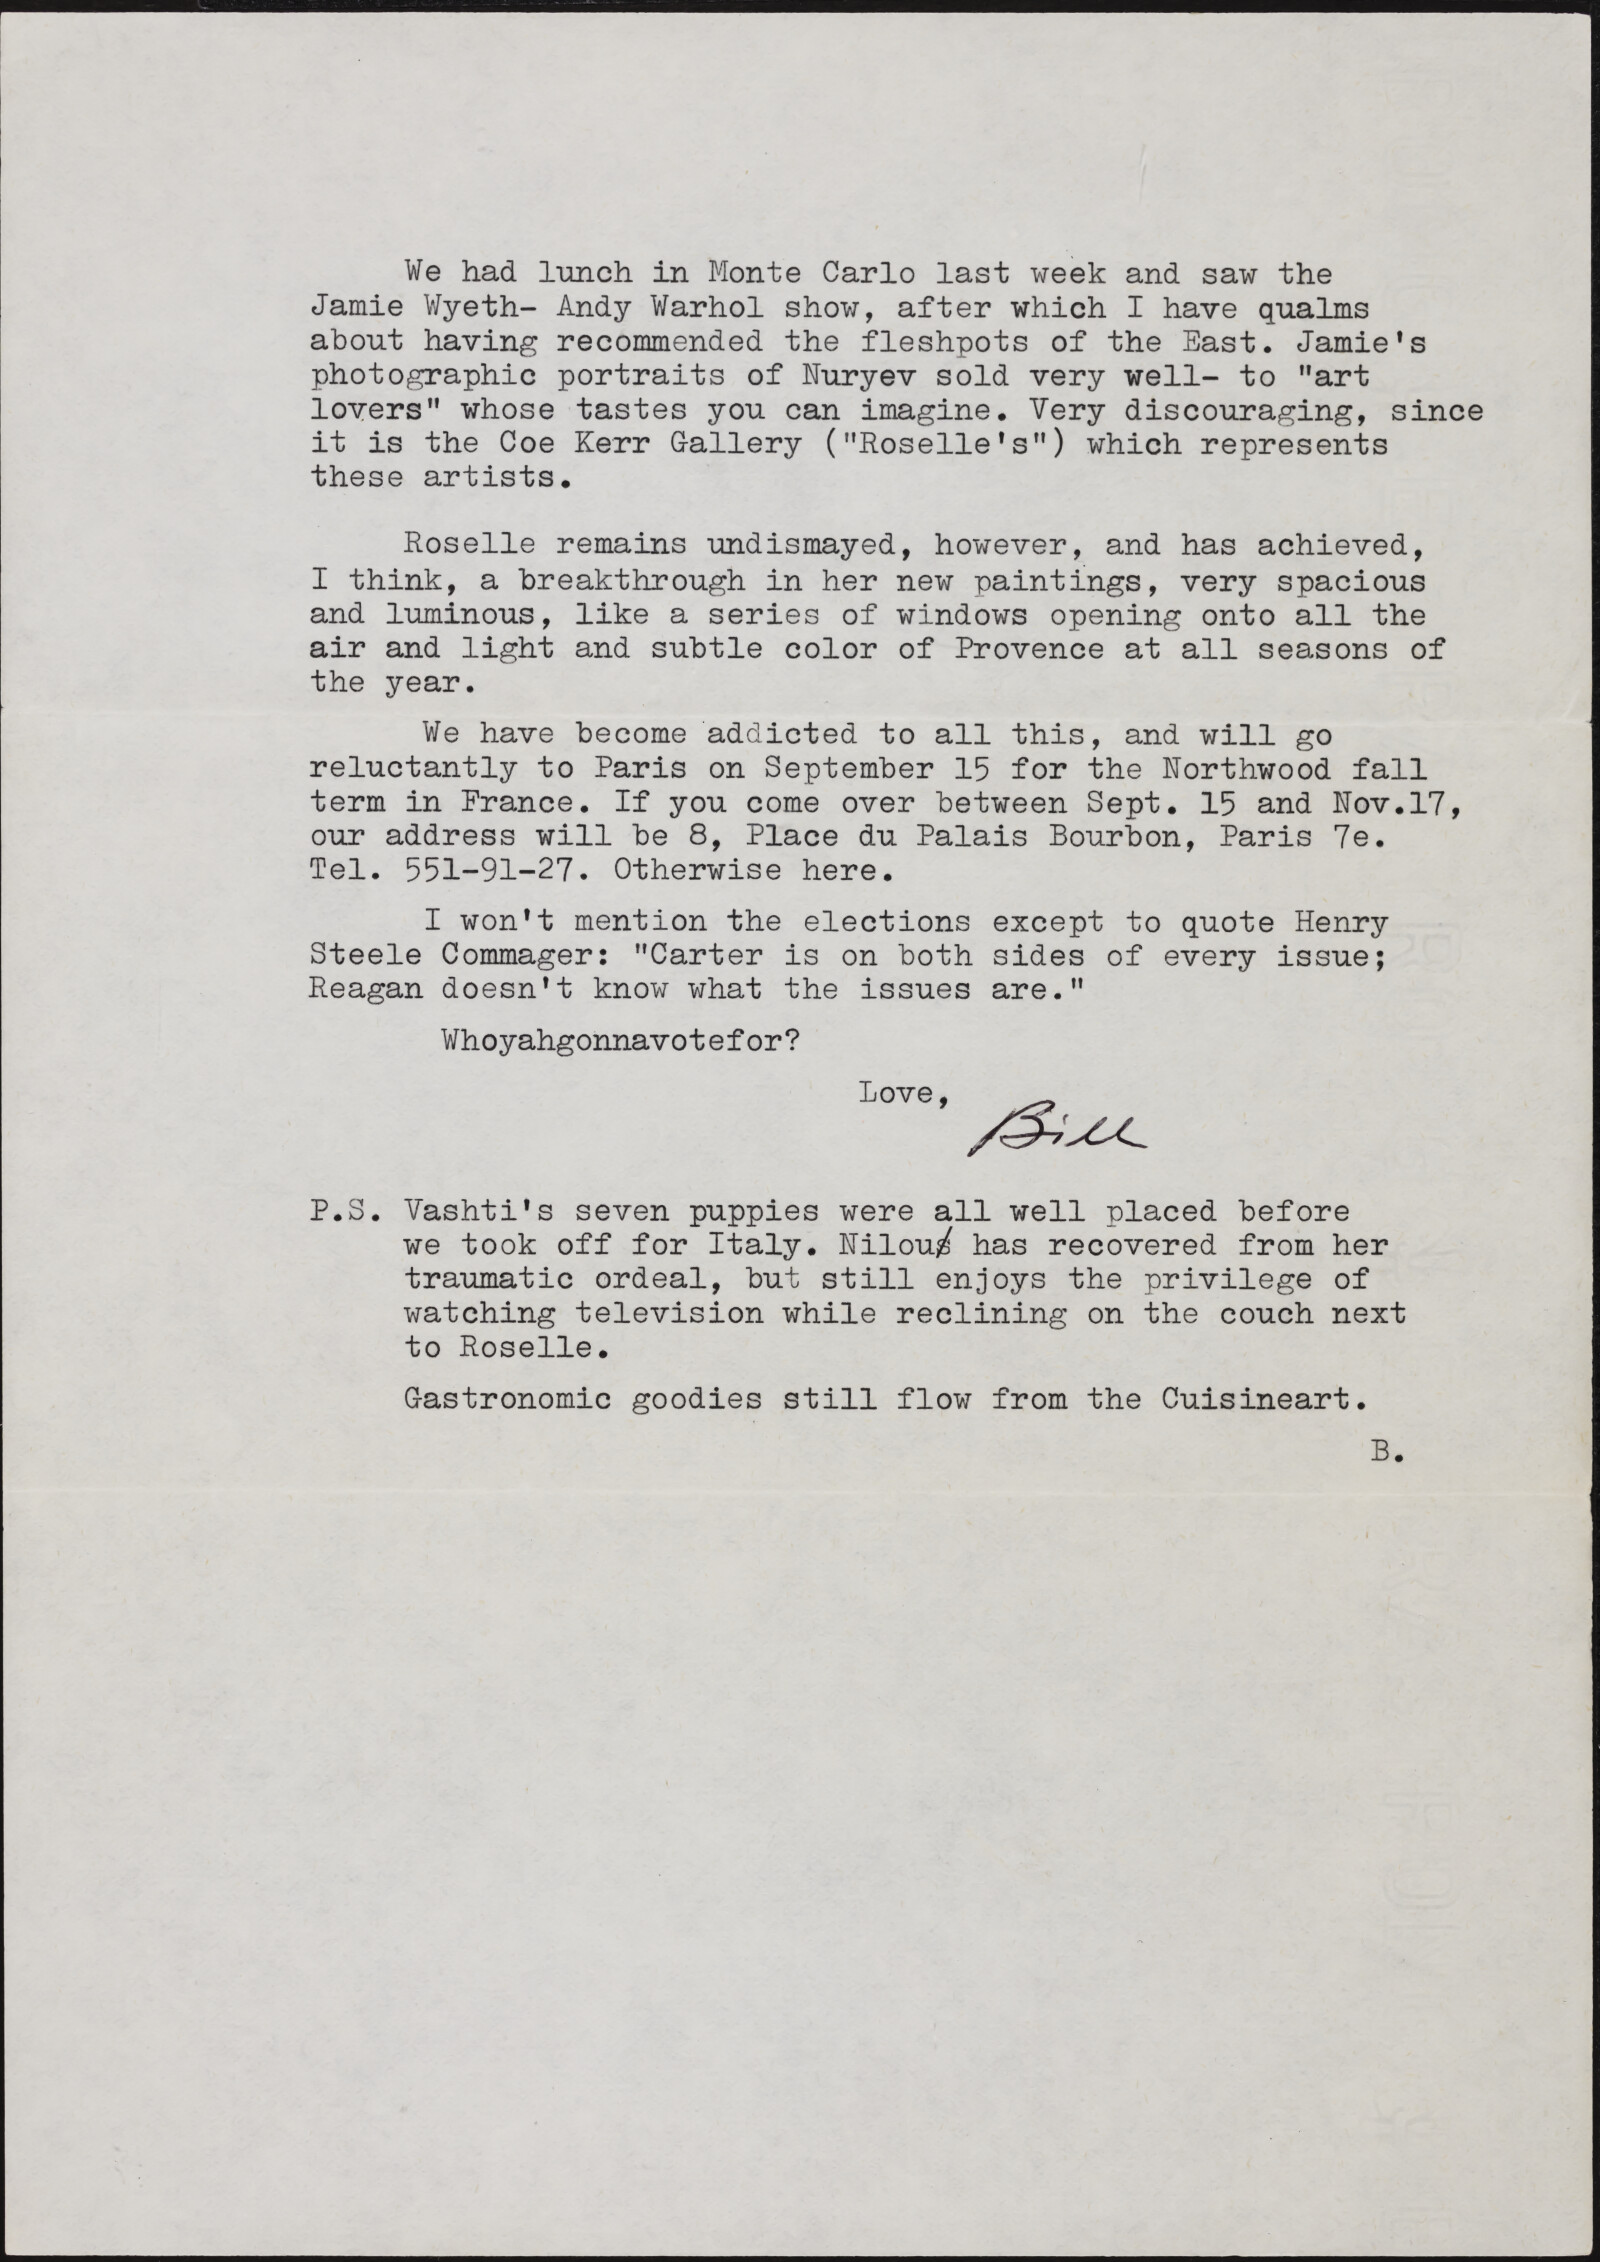 We had lunch in Monte Carlo last week and saw the
Jamie Wyeth- Andy Warhol show, after which I have qualms
about having recommended the fleshpots of the East. Jamie's
photographic portraits of Nuryev sold very well- to "art
lovers" whose tastes you can imagine. Very discouraging, since
it is the Coe Kerr Gallery ("Roselle's") which represents
these artists.
Roselle remains undismayed, however, and has achieved,
I think, a breakthrough in her new paintings, very spacious
and luminous, like a series of windows opening onto all the
air and light and subtle color of Provence at all seasons of
the year.
We have become addicted to all this, and will go
reluctantly to Paris on September 15 for the Northwood fall
term in France. If you come over between Sept. 15 and Nov.17,
our address will be 8, Place du Palais Bourbon, Paris 7e.
Tel. 551-91-27. Otherwise here.
I won't mention the elections except to quote Henry
Steele Commager: "Carter is on both sides of every issue;
Reagan doesn't know what the issues are."
Whoyahgonnavotefor?
Love,
Bill
P.S. Vashti's seven puppies were all well placed before
we took off for Italy. Nilou has recovered from her
traumatic ordeal, but still enjoys the privilege of
watching television while reclining on the couch next
to Roselle.
Gastronomic goodies still flow from the Cuisineart.
B.